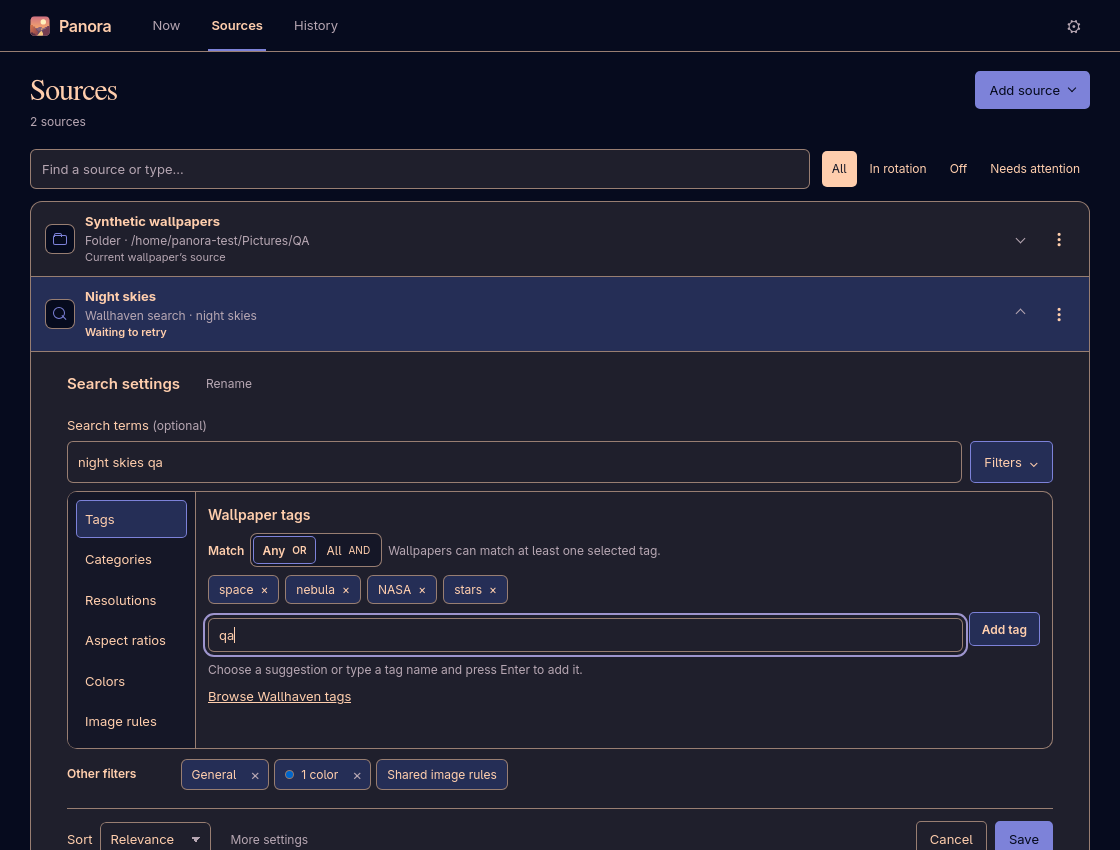 Panora Now Sources History
Sources
Add source
2 sources
Find a source or type...
All In rotation Off Needs attention
Synthetic wallpapers
Folder · /home/panora-test/Pictures/QA
Current wallpaper's source
Night skies
Wallhaven search · night skies
Waiting to retry
Search settings Rename
Search terms (optional)
night skies qa
Filters
Tags
Categories
Resolutions
Aspect ratios
Colors
Image rules
Wallpaper tags
Match Any OR All AND Wallpapers can match at least one selected tag.
space × nebula × NASA × stars ×
qa
Add tag
Choose a suggestion or type a tag name and press Enter to add it.
Browse Wallhaven tags
Other filters General × 1 color × Shared image rules
Sort Relevance More settings Cancel Save